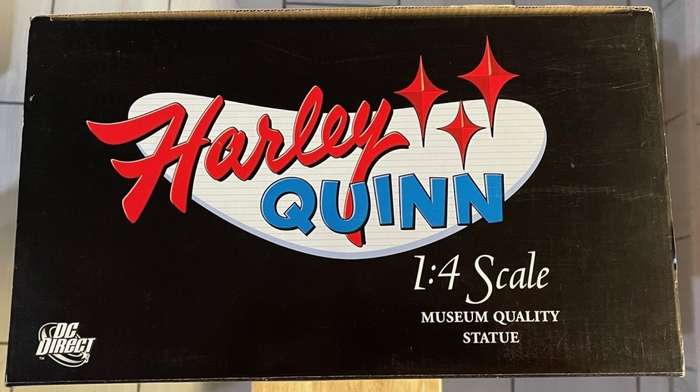 Harley
QUINN
1:4 Scale
MUSEUM QUALITY
STATUE
DC
DIRECT